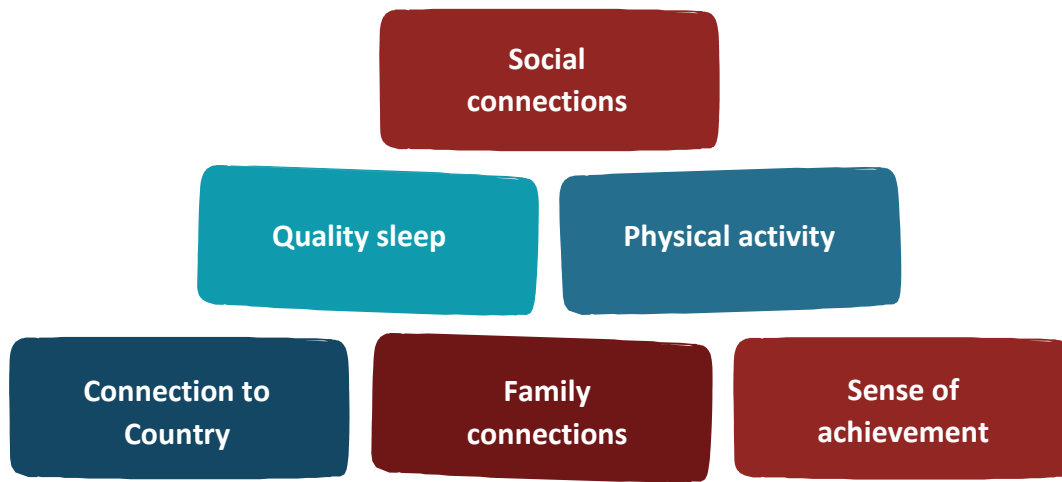 Social
connections
Quality sleep
Physical activity
Connection to
Country
Family
connections
Sense of
achievement